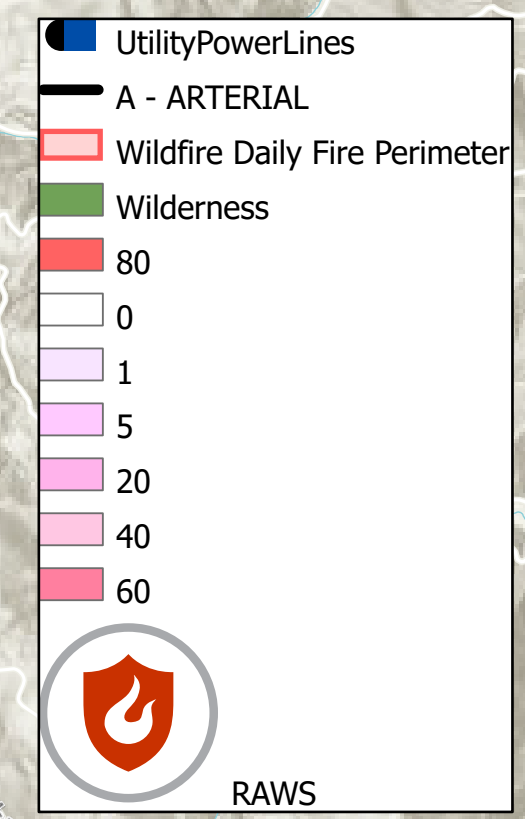 UtilityPowerLines
A - ARTERIAL
Wildfire Daily Fire Perimeter
Wilderness
80
0
1
5
20
40
60
RAWS